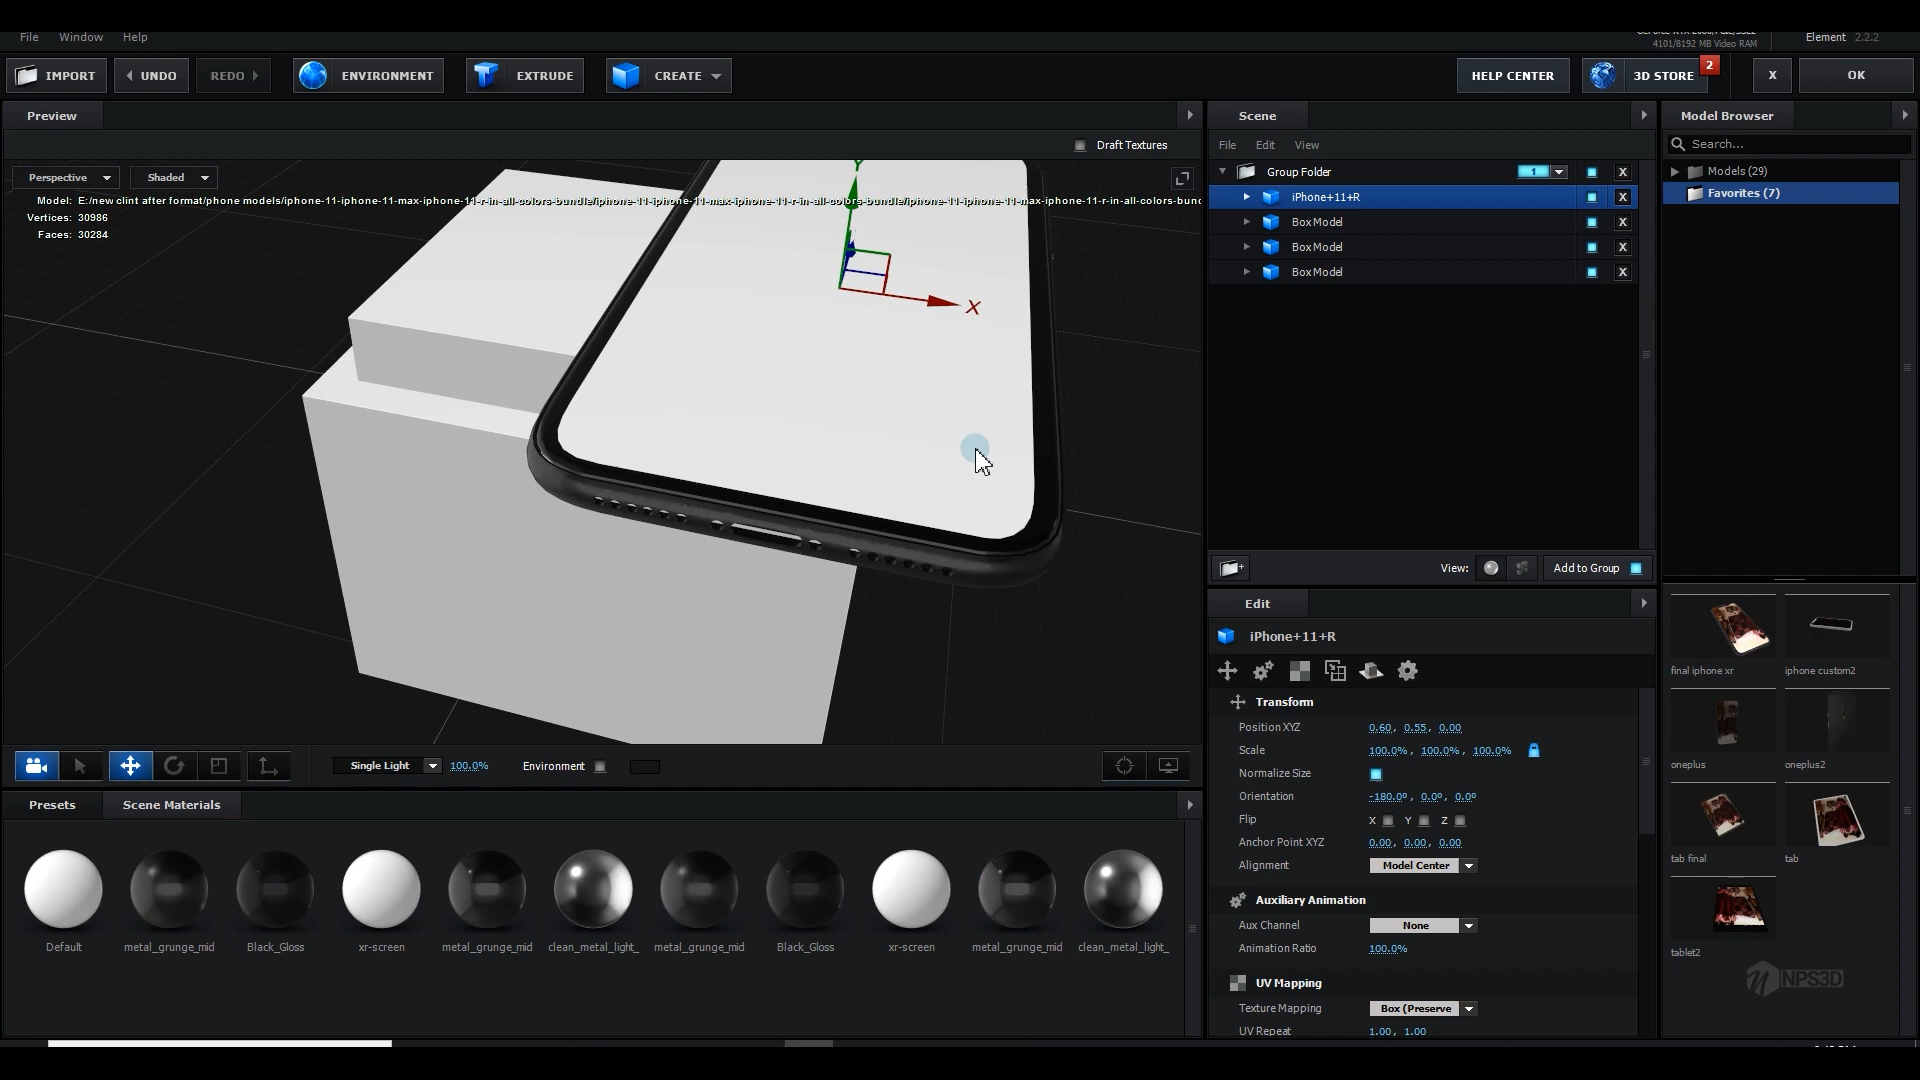 File Window Help
4101/8192 MB Video RAM
Element 2.2.2
IMPORT UNDO REDO ENVIRONMENT EXTRUDE CREATE HELP CENTER 3D STORE 2 X OK
Preview
Draft Textures
Perspective Shaded
Model: E:/new clint after format/phone models/iphone-11-iphone-11-max-iphone-11-r-in-all-colors-bundle/iphone-11-iphone-11-max-iphone-11-r-in-all-colors-bundle/iphone-11-iphone-11-max-iphone-11-r-in-all-colors-bund
Vertices: 30986
Faces: 30284
Y
X
Single Light 100.0% Environment
Scene
File Edit View
Group Folder 1 X
iPhone+11+R X
Box Model X
Box Model X
Box Model X
View: Add to Group
Model Browser
Search...
Models (29)
Favorites (7)
final iphone xr
iphone custom2
oneplus
oneplus2
tab final
tab
tablet2
NPS3D
Edit
iPhone+11+R
Transform
Position XYZ 0.60, 0.55, 0.00
Scale 100.0%, 100.0%, 100.0%
Normalize Size
Orientation -180.0º, 0.0º, 0.0º
Flip X Y Z
Anchor Point XYZ 0.00, 0.00, 0.00
Alignment Model Center
Auxiliary Animation
Aux Channel None
Animation Ratio 100.0%
UV Mapping
Texture Mapping Box (Preserve
UV Repeat 1.00, 1.00
Presets Scene Materials
Default
metal_grunge_mid
Black_Gloss
xr-screen
metal_grunge_mid
clean_metal_light_
metal_grunge_mid
Black_Gloss
xr-screen
metal_grunge_mid
clean_metal_light_